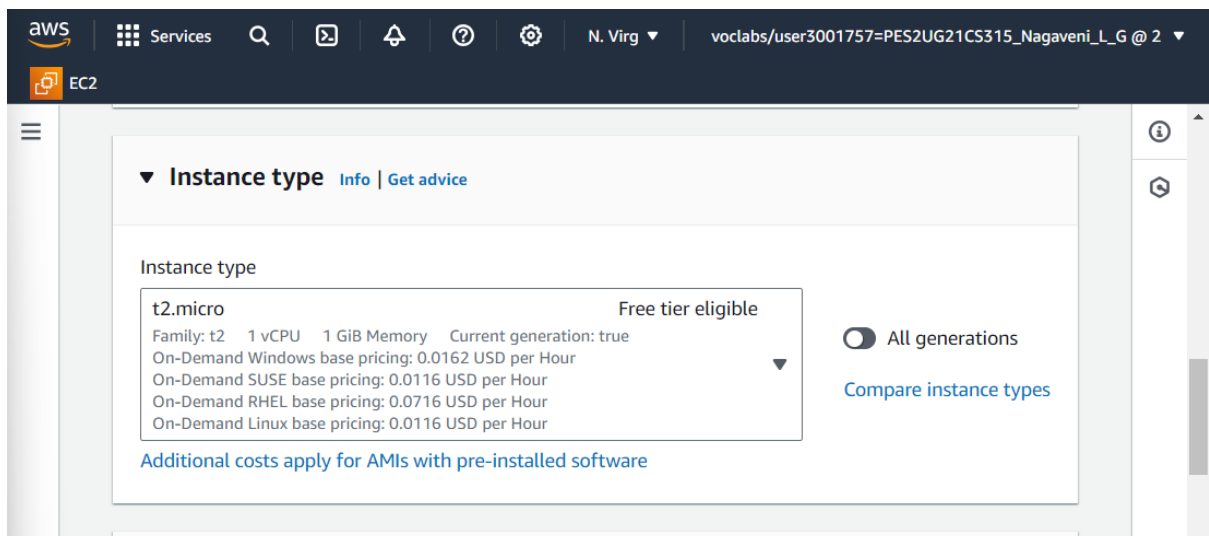 aws
Services
N. Virg
voclabs/user3001757=PES2UG21CS315_Nagaveni_L_G @ 2
EC2
Instance type Info | Get advice
Instance type
t2.micro Free tier eligible
Family: t2 1 vCPU 1 GiB Memory Current generation: true
On-Demand Windows base pricing: 0.0162 USD per Hour
On-Demand SUSE base pricing: 0.0116 USD per Hour
On-Demand RHEL base pricing: 0.0716 USD per Hour
On-Demand Linux base pricing: 0.0116 USD per Hour
All generations
Compare instance types
Additional costs apply for AMIs with pre-installed software